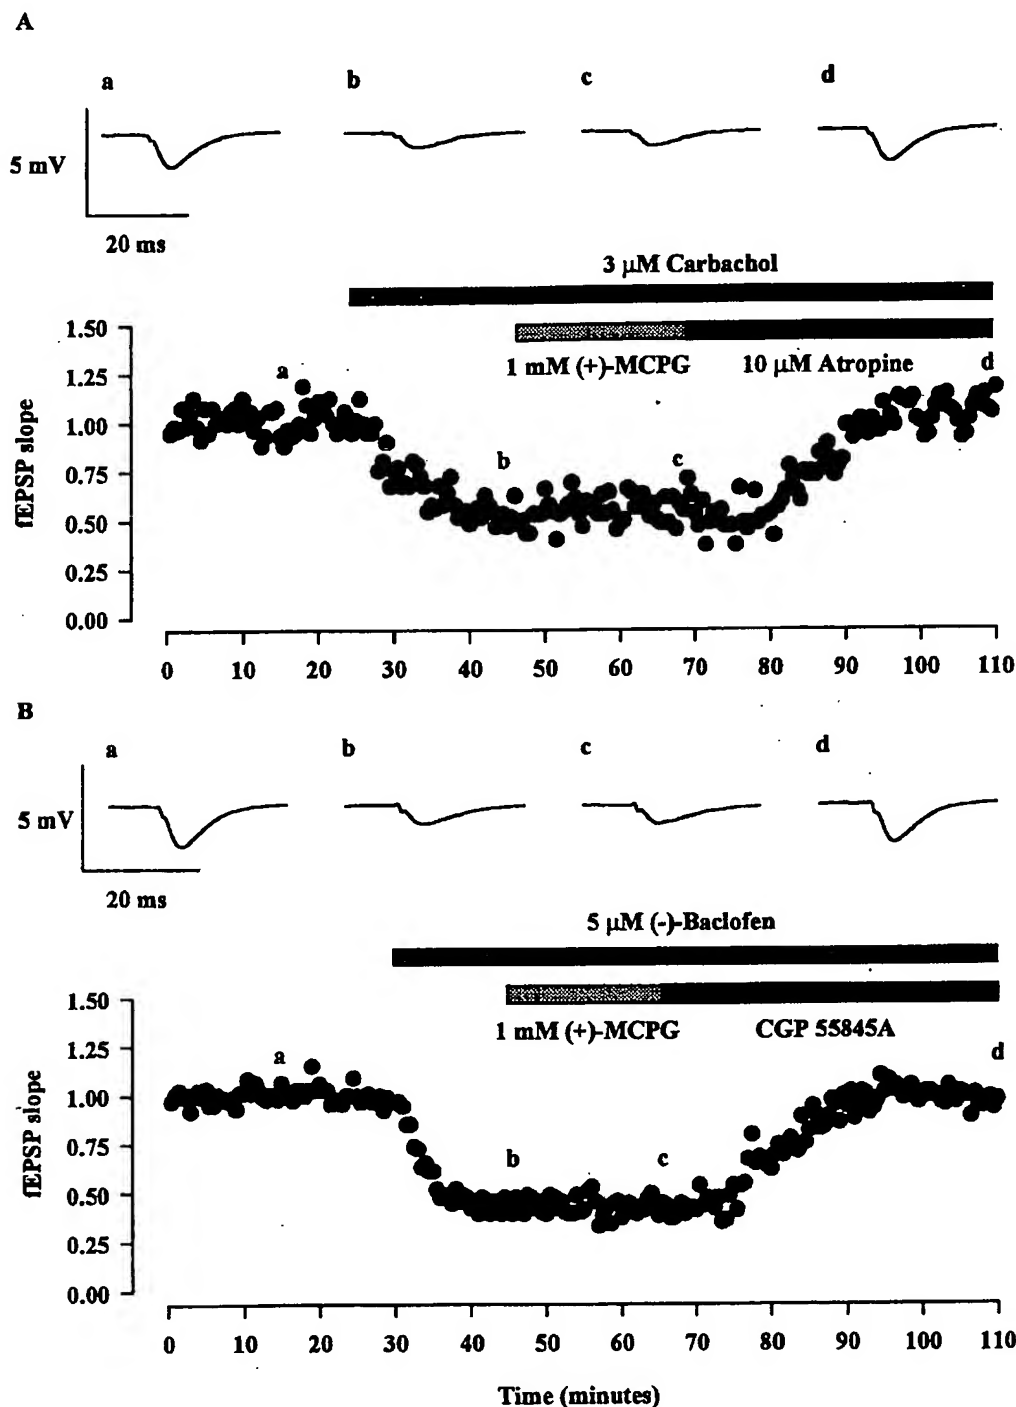 A
a b c d
5 mV
20 ms
3 µM Carbachol
1 mM (+)-MCPG 10 µM Atropine
1.50
1.25
1.00
0.75
0.50
0.25
0.00
fEPSP slope
a b c d
0 10 20 30 40 50 60 70 80 90 100 110
B
a b c d
5 mV
20 ms
5 µM (-)-Baclofen
1 mM (+)-MCPG CGP 55845A
1.50
1.25
1.00
0.75
0.50
0.25
0.00
fEPSP slope
a b c d
0 10 20 30 40 50 60 70 80 90 100 110
Time (minutes)